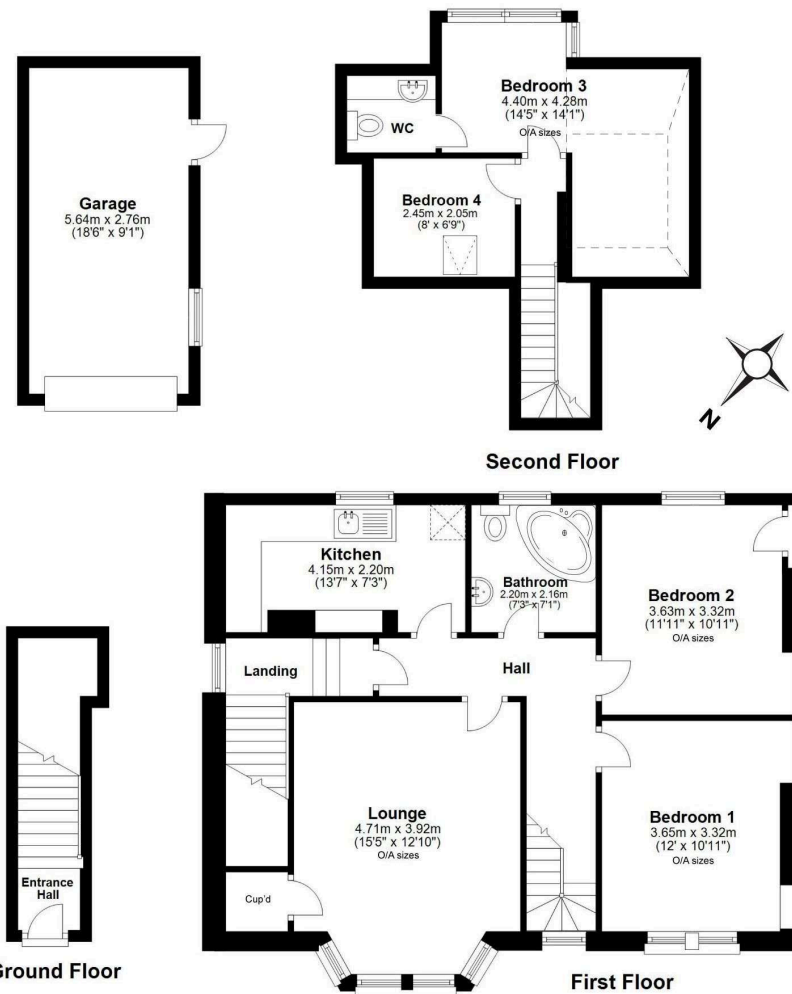 Garage
5.64m x 2.76m
(18'6" x 9'1")
Bedroom 3
4.40m x 4.28m
(14'5" x 14'1")
O/A sizes
WC
Bedroom 4
2.45m x 2.05m
(8' x 6'9")
N
Second Floor
Kitchen
4.15m x 2.20m
(13'7" x 7'3")
Bathroom
2.20m x 2.16m
(7'3" x 7'1")
Bedroom 2
3.63m x 3.32m
(11'11" x 10'11")
O/A sizes
Landing
Hall
Lounge
4.71m x 3.92m
(15'5" x 12'10")
O/A sizes
Bedroom 1
3.65m x 3.32m
(12' x 10'11")
O/A sizes
Cup'd
Entrance
Hall
Ground Floor
First Floor